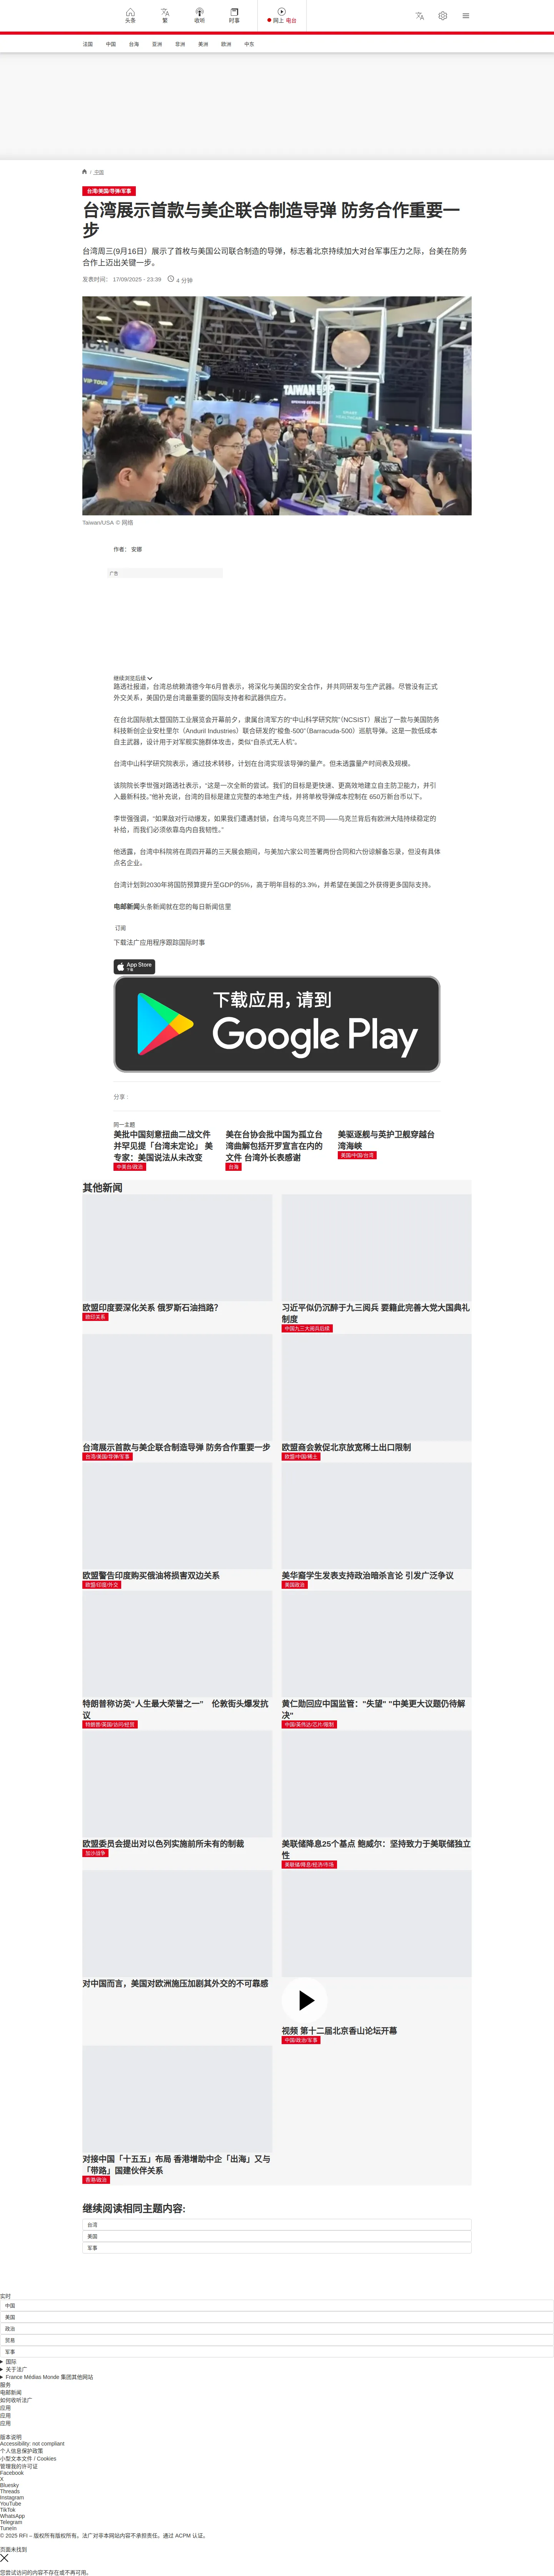 头条
繁
收听
时事
网上 电台
法国 中国 台海 亚洲 非洲 美洲 欧洲 中东
/ 中国
台湾/美国/导弹/军事
台湾展示首款与美企联合制造导弹 防务合作重要一
步
台湾周三(9月16日）展示了首枚与美国公司联合制造的导弹，标志着北京持续加大对台军事压力之际，台美在防务
合作上迈出关键一步。
发表时间： 17/09/2025 - 23:39 4 分钟
VIP TOUR
Taiwan/USA © 网络
作者： 安娜
广告
继续浏览后续
路透社报道，台湾总统赖清德今年6月曾表示，将深化与美国的安全合作，并共同研发与生产武器。尽管没有正式
外交关系，美国仍是台湾最重要的国际支持者和武器供应方。
在台北国际航太暨国防工业展览会开幕前夕，隶属台湾军方的“中山科学研究院”（NCSIST）展出了一款与美国防务
科技新创企业安杜里尔（Anduril Industries）联合研发的“梭鱼-500”（Barracuda-500）巡航导弹。这是一款低成本
自主武器，设计用于对军舰实施群体攻击，类似“自杀式无人机”。
台湾中山科学研究院表示，通过技术转移，计划在台湾实现该导弹的量产。但未透露量产时间表及规模。
该院院长李世强对路透社表示，“这是一次全新的尝试。我们的目标是更快速、更高效地建立自主防卫能力，并引
入最新科技。”他补充说，台湾的目标是建立完整的本地生产线，并将单枚导弹成本控制在 650万新台币以下。
李世强强调，“如果敌对行动爆发，如果我们遭遇封锁，台湾与乌克兰不同——乌克兰背后有欧洲大陆持续稳定的
补给，而我们必须依靠岛内自我韧性。”
他透露，台湾中科院将在周四开幕的三天展会期间，与美加六家公司签署两份合同和六份谅解备忘录，但没有具体
点名企业。
台湾计划到2030年将国防预算提升至GDP的5%，高于明年目标的3.3%，并希望在美国之外获得更多国际支持。
电邮新闻头条新闻就在您的每日新闻信里
订阅
下载法广应用程序跟踪国际时事
App Store
下载
下载应用，请到
Google Play
分享 :
同一主题
美批中国刻意扭曲二战文件
并罕见提「台湾未定论」 美
专家：美国说法从未改变
中美台/政治
美在台协会批中国为孤立台
湾曲解包括开罗宣言在内的
文件 台湾外长表感谢
台海
美驱逐舰与英护卫舰穿越台
湾海峡
美国/中国/台湾
其他新闻
欧盟印度要深化关系 俄罗斯石油挡路？
欧印关系
习近平似仍沉醉于九三阅兵 要籍此完善大党大国典礼
制度
中国九三大阅兵后续
台湾展示首款与美企联合制造导弹 防务合作重要一步
台湾/美国/导弹/军事
欧盟商会敦促北京放宽稀土出口限制
欧盟/中国/稀土
欧盟警告印度购买俄油将损害双边关系
欧盟/印度/外交
美华裔学生发表支持政治暗杀言论 引发广泛争议
美国政治
特朗普称访英“人生最大荣誉之一” 伦敦街头爆发抗
议
特朗普/英国/访问/经贸
黄仁勋回应中国监管："失望" "中美更大议题仍待解
决"
中国/英伟达/芯片/规划
欧盟委员会提出对以色列实施前所未有的制裁
加沙战争
美联储降息25个基点 鲍威尔：坚持致力于美联储独立
性
美联储/降息/经济/市场
对中国而言，美国对欧洲施压加剧其外交的不可靠感
视频 第十二届北京香山论坛开幕
中国/政治/军事
对接中国「十五五」布局 香港增助中企「出海」又与
「带路」国建伙伴关系
香港/政治
继续阅读相同主题内容:
台湾
美国
军事
实时
中国
美国
政治
贸易
军事
国际
关于法广
France Médias Monde 集团其他网站
服务
电邮新闻
如何收听法广
应用
应用
应用
版本说明
Accessibility: not compliant
个人信息保护政策
小型文本文件 / Cookies
管理我的许可证
Facebook
X
Bluesky
Threads
Instagram
YouTube
TikTok
WhatsApp
Telegram
TuneIn
© 2025 RFI – 版权所有版权所有。法广对非本网站内容不承担责任。通过 ACPM 认证。
页面未找到
您尝试访问的内容不存在或不再可用。